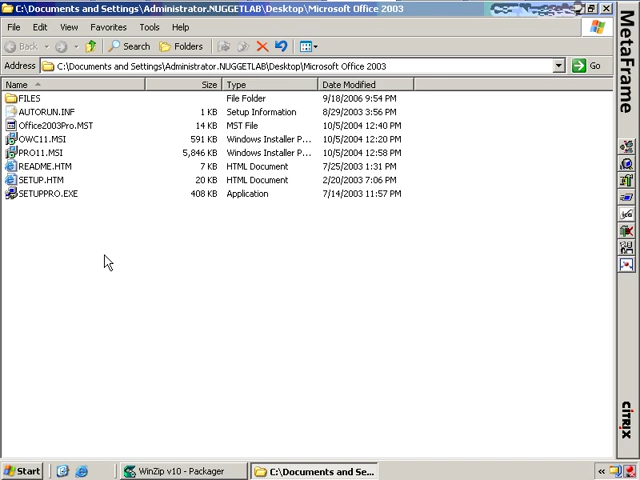 C:\Documents and Settings\Administrator.NUGGETLAB\Desktop\Microsoft Office 2003
File Edit View Favorites Tools Help
Back Search Folders
Address C:\Documents and Settings\Administrator.NUGGETLAB\Desktop\Microsoft Office 2003 Go
Name Size Type Date Modified
FILES File Folder 9/18/2006 9:54 PM
AUTORUN.INF 1 KB Setup Information 8/29/2003 3:56 PM
Office2003Pro.MST 14 KB MST File 10/5/2004 12:40 PM
OWC11.MSI 591 KB Windows Installer P... 10/5/2004 12:20 PM
PRO11.MSI 5,846 KB Windows Installer P... 10/5/2004 12:58 PM
README.HTM 7 KB HTML Document 7/25/2003 1:31 PM
SETUP.HTM 20 KB HTML Document 2/20/2003 7:06 PM
SETUPPRO.EXE 408 KB Application 7/14/2003 11:57 PM
MetaFrame
ICA
CITRIX
Start WinZip v10 - Packager C:\Documents and Se...